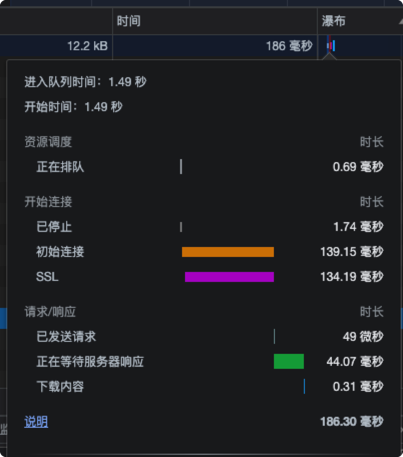 时间 瀑布
12.2 kB 186 毫秒
进入队列时间：1.49 秒
开始时间：1.49 秒
资源调度 时长
正在排队 0.69 毫秒
开始连接 时长
已停止 1.74 毫秒
初始连接 139.15 毫秒
SSL 134.19 毫秒
请求/响应 时长
已发送请求 49 微秒
正在等待服务器响应 44.07 毫秒
下载内容 0.31 毫秒
说明 186.30 毫秒